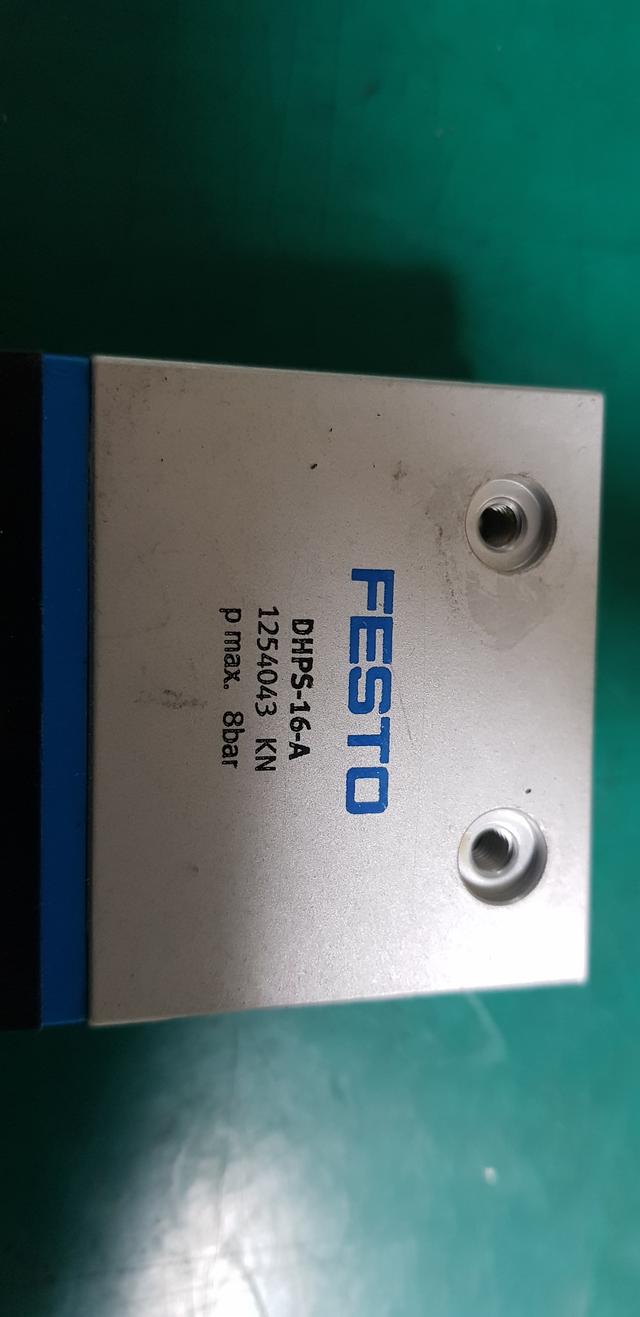 FESTO
DHPS-16-A
1254043 KN
p max. 8bar